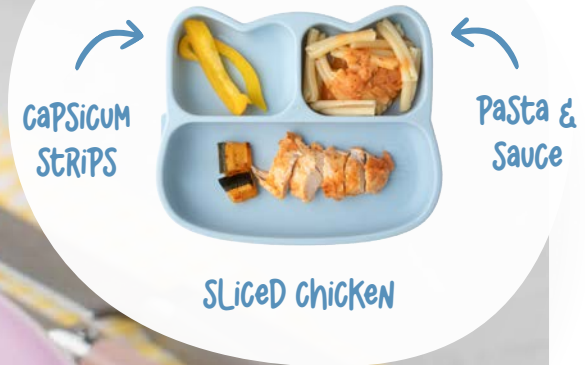 CAPSICUM
STRIPS
PASTA &
SAUCE
SLICED CHICKEN